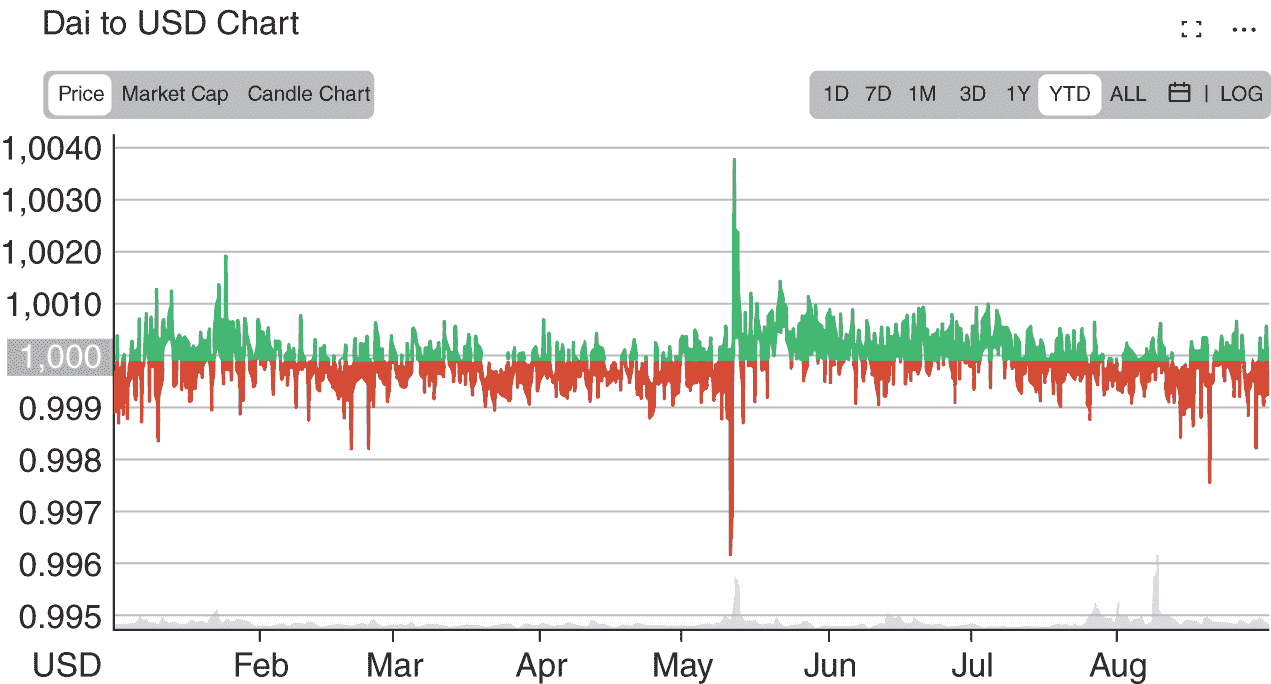 Dai to USD Chart
Price Market Cap Candle Chart
1D 7D 1M 3D 1Y YTD ALL | LOG
1,0040
1,0030
1,0020
1,0010
1,000
0.999
0.998
0.997
0.996
0.995
USD Feb Mar Apr May Jun Jul Aug